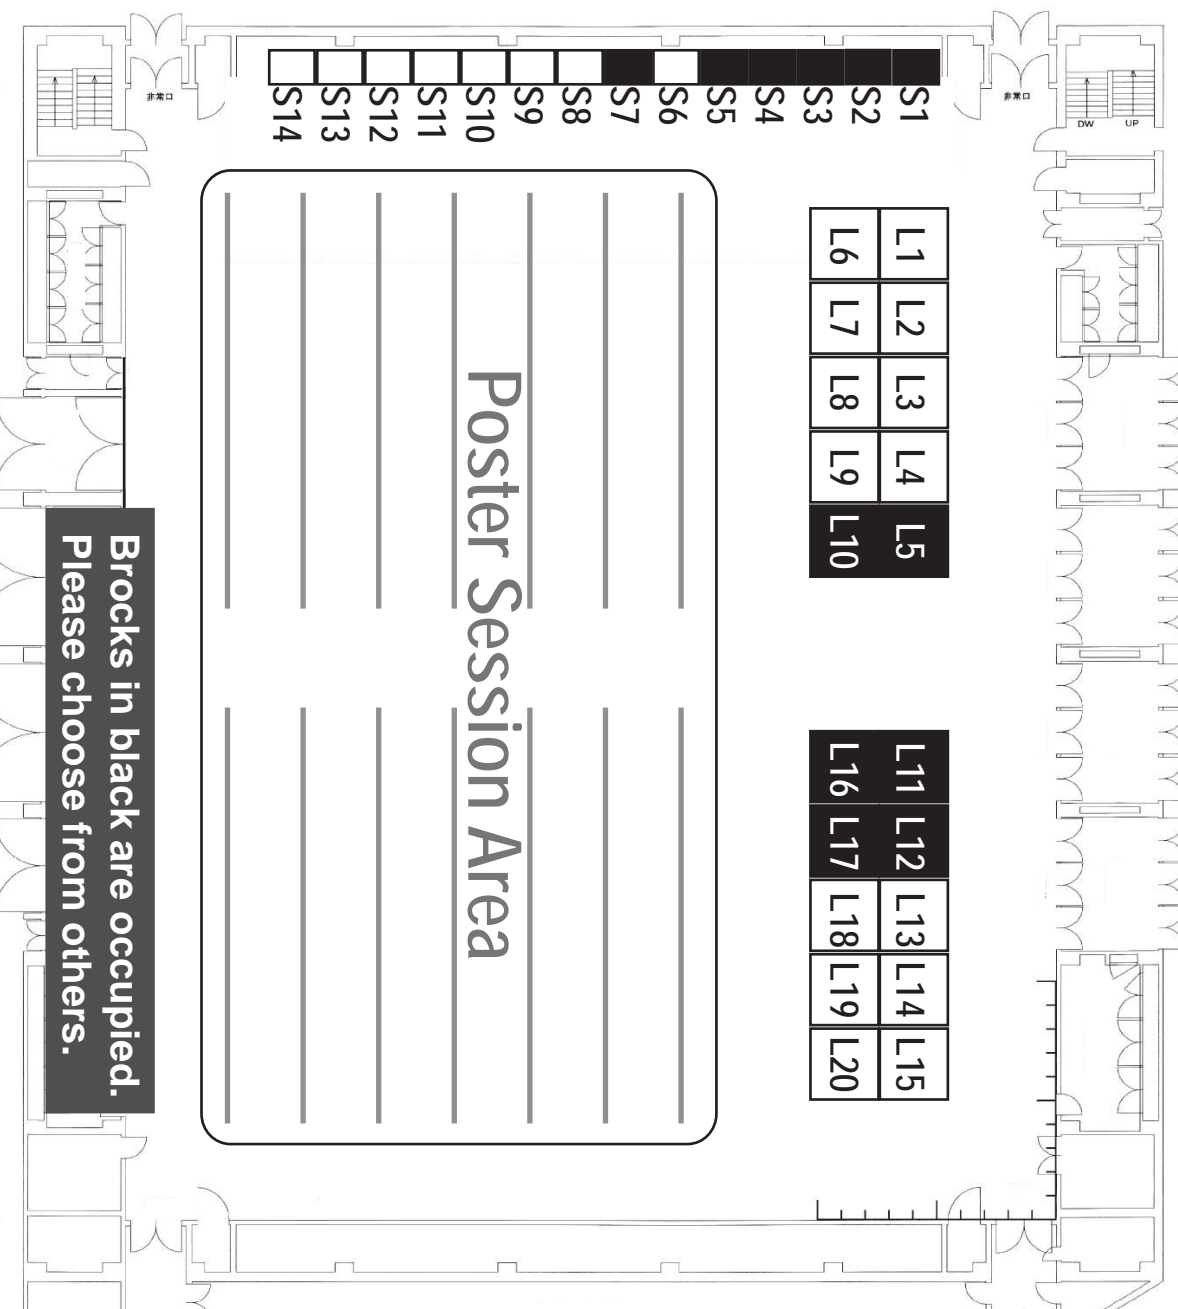 非常口
非常口
DW
UP
S14
S13
S12
S11
S10
S9
S8
S7
S6
S5
S4
S3
S2
S1
L6
L1
L7
L2
L8
L3
L9
L4
L10
L5
Poster Session Area
L16
L11
L17
L12
L18
L13
L19
L14
L20
L15
Brocks in black are occupied.
Please choose from others.